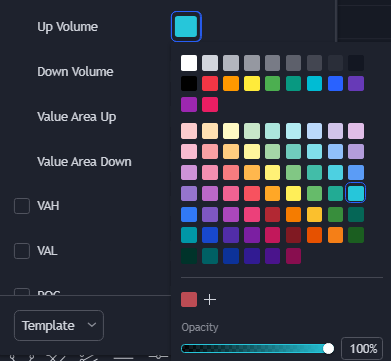 Up Volume
Down Volume
Value Area Up
Value Area Down
VAH
VAL
POC
Template
Opacity
100%